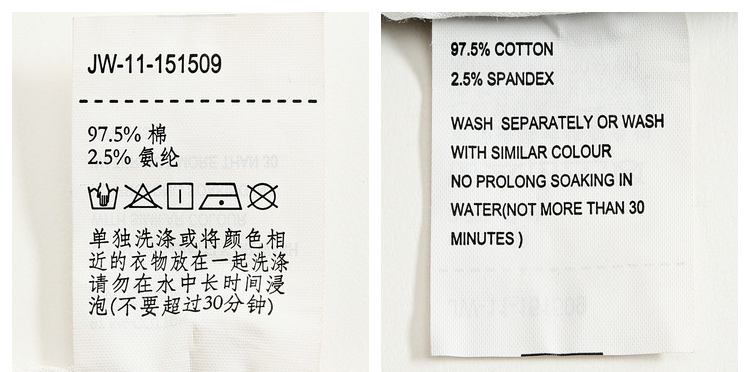 JW-11-151509
97.5% 棉
2.5% 氨纶
单独洗涤或将颜色相
近的衣物放在一起洗涤
请勿在水中长时间浸
泡(不要超过30分钟)
97.5% COTTON
2.5% SPANDEX
WASH SEPARATELY OR WASH
WITH SIMILAR COLOUR
NO PROLONG SOAKING IN
WATER(NOT MORE THAN 30
MINUTES )